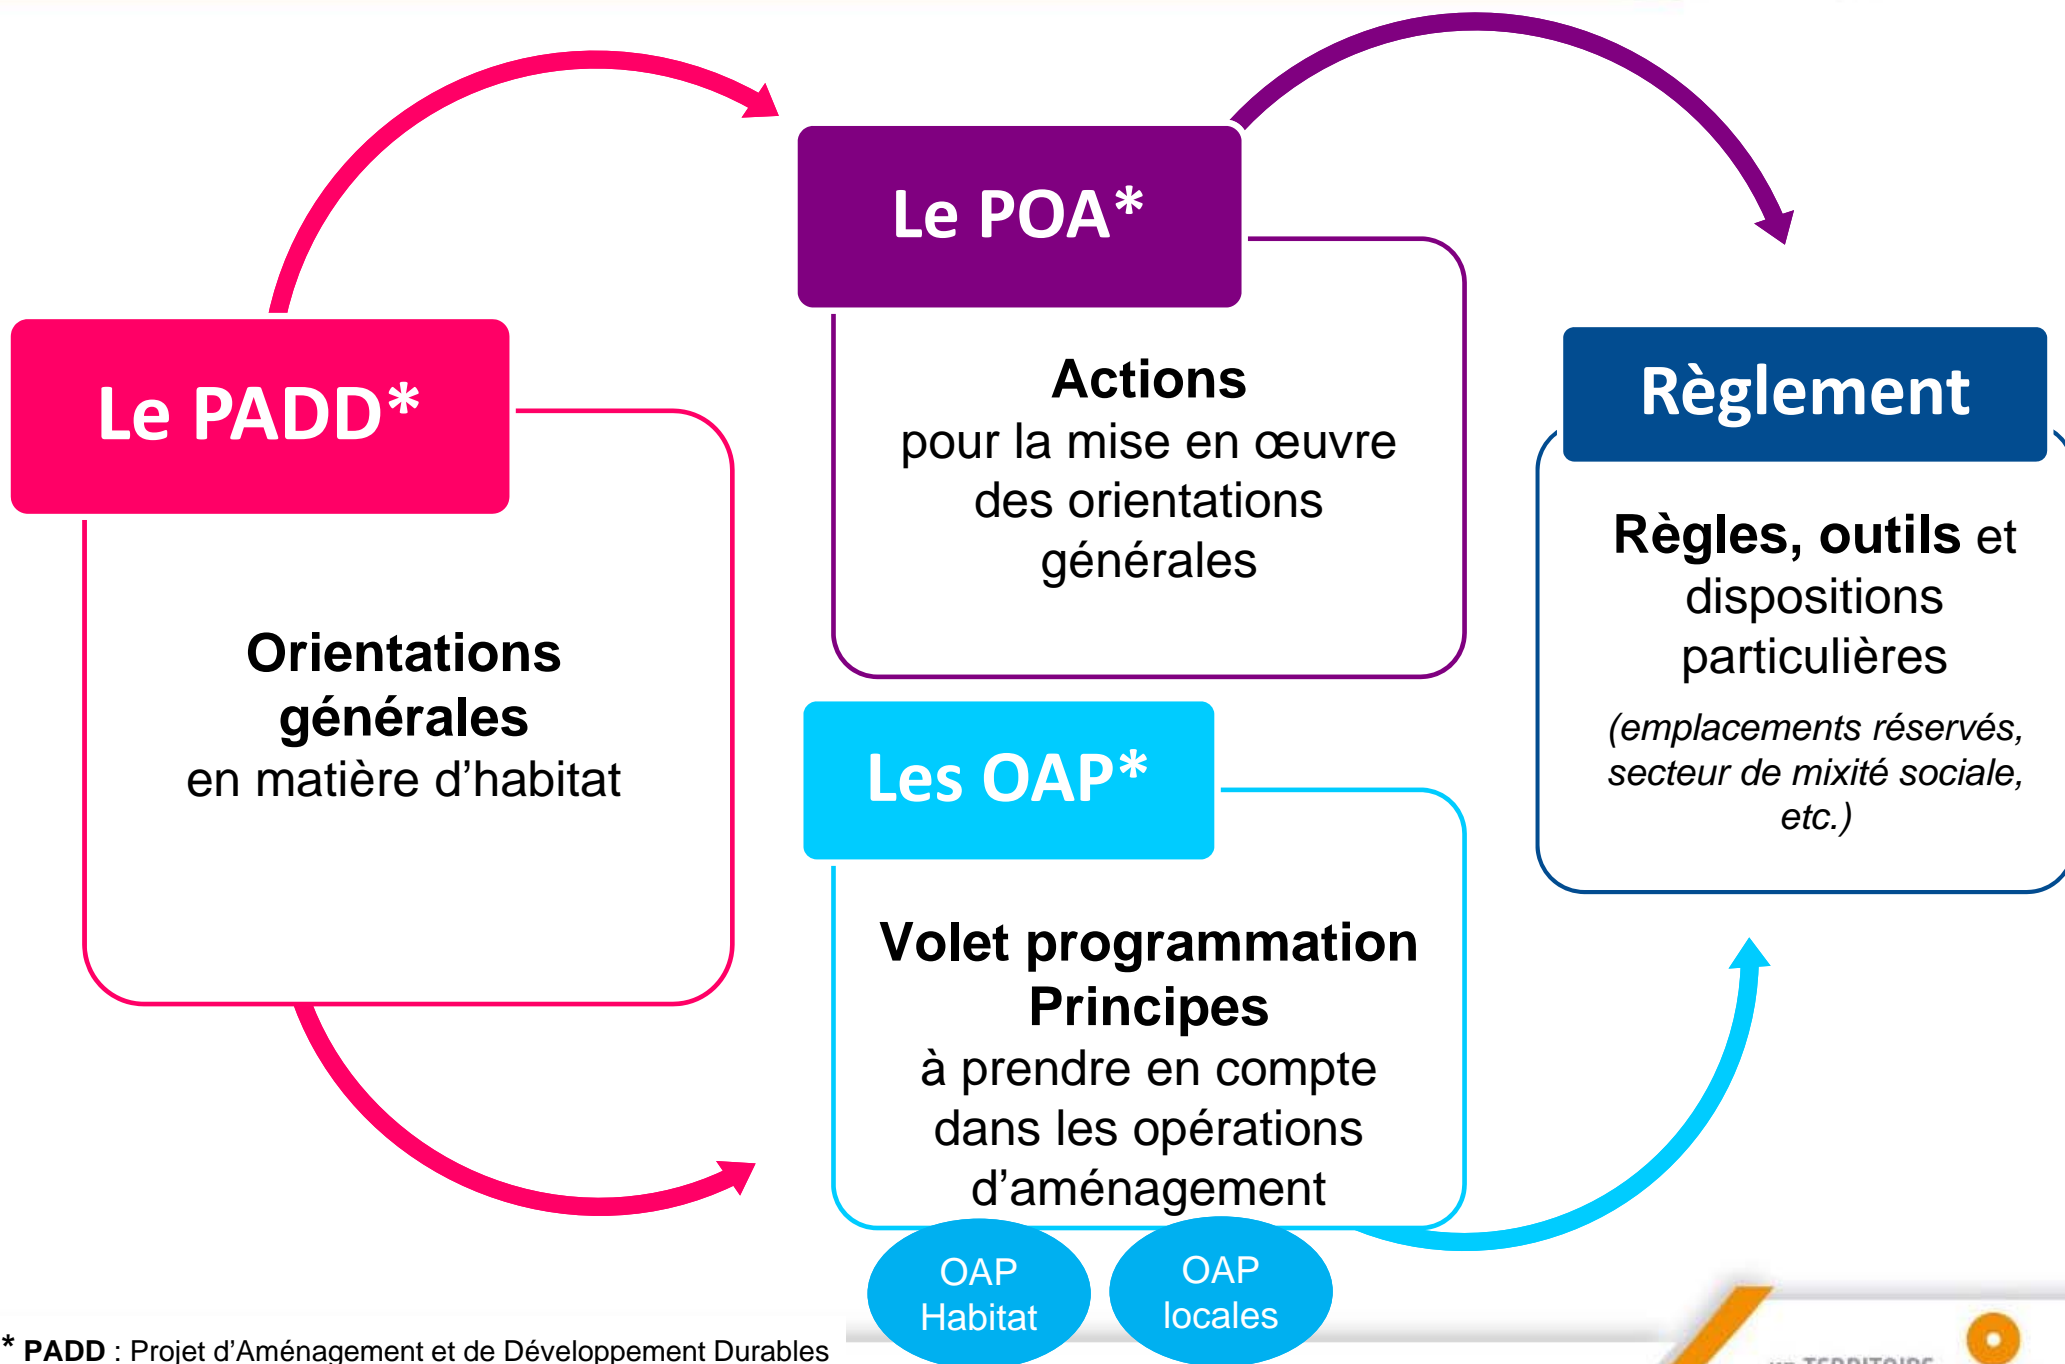 Le PADD*
Orientations
générales
en matière d’habitat
Le POA*
Actions
pour la mise en œuvre
des orientations
générales
Les OAP*
Volet programmation
Principes
à prendre en compte
dans les opérations
d’aménagement
OAP
Habitat
OAP
locales
Règlement
Règles, outils et
dispositions
particulières
(emplacements réservés,
secteur de mixité sociale,
etc.)
* PADD : Projet d’Aménagement et de Développement Durables
TERRITOIRE